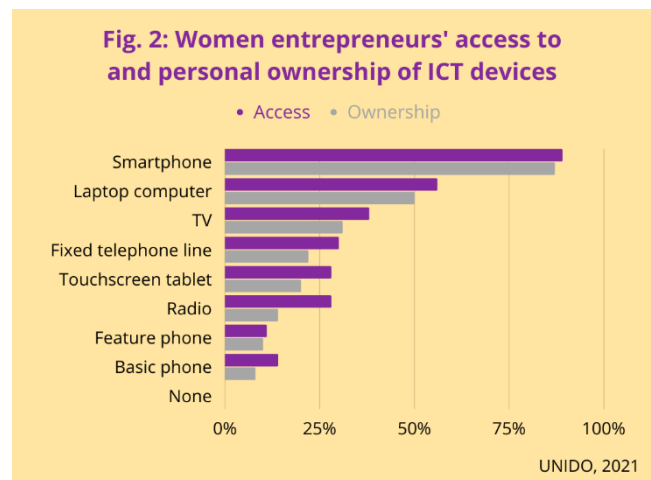 Fig. 2: Women entrepreneurs' access to
and personal ownership of ICT devices
• Access • Ownership
Smartphone
Laptop computer
TV
Fixed telephone line
Touchscreen tablet
Radio
Feature phone
Basic phone
None
0% 25% 50% 75% 100%
UNIDO, 2021